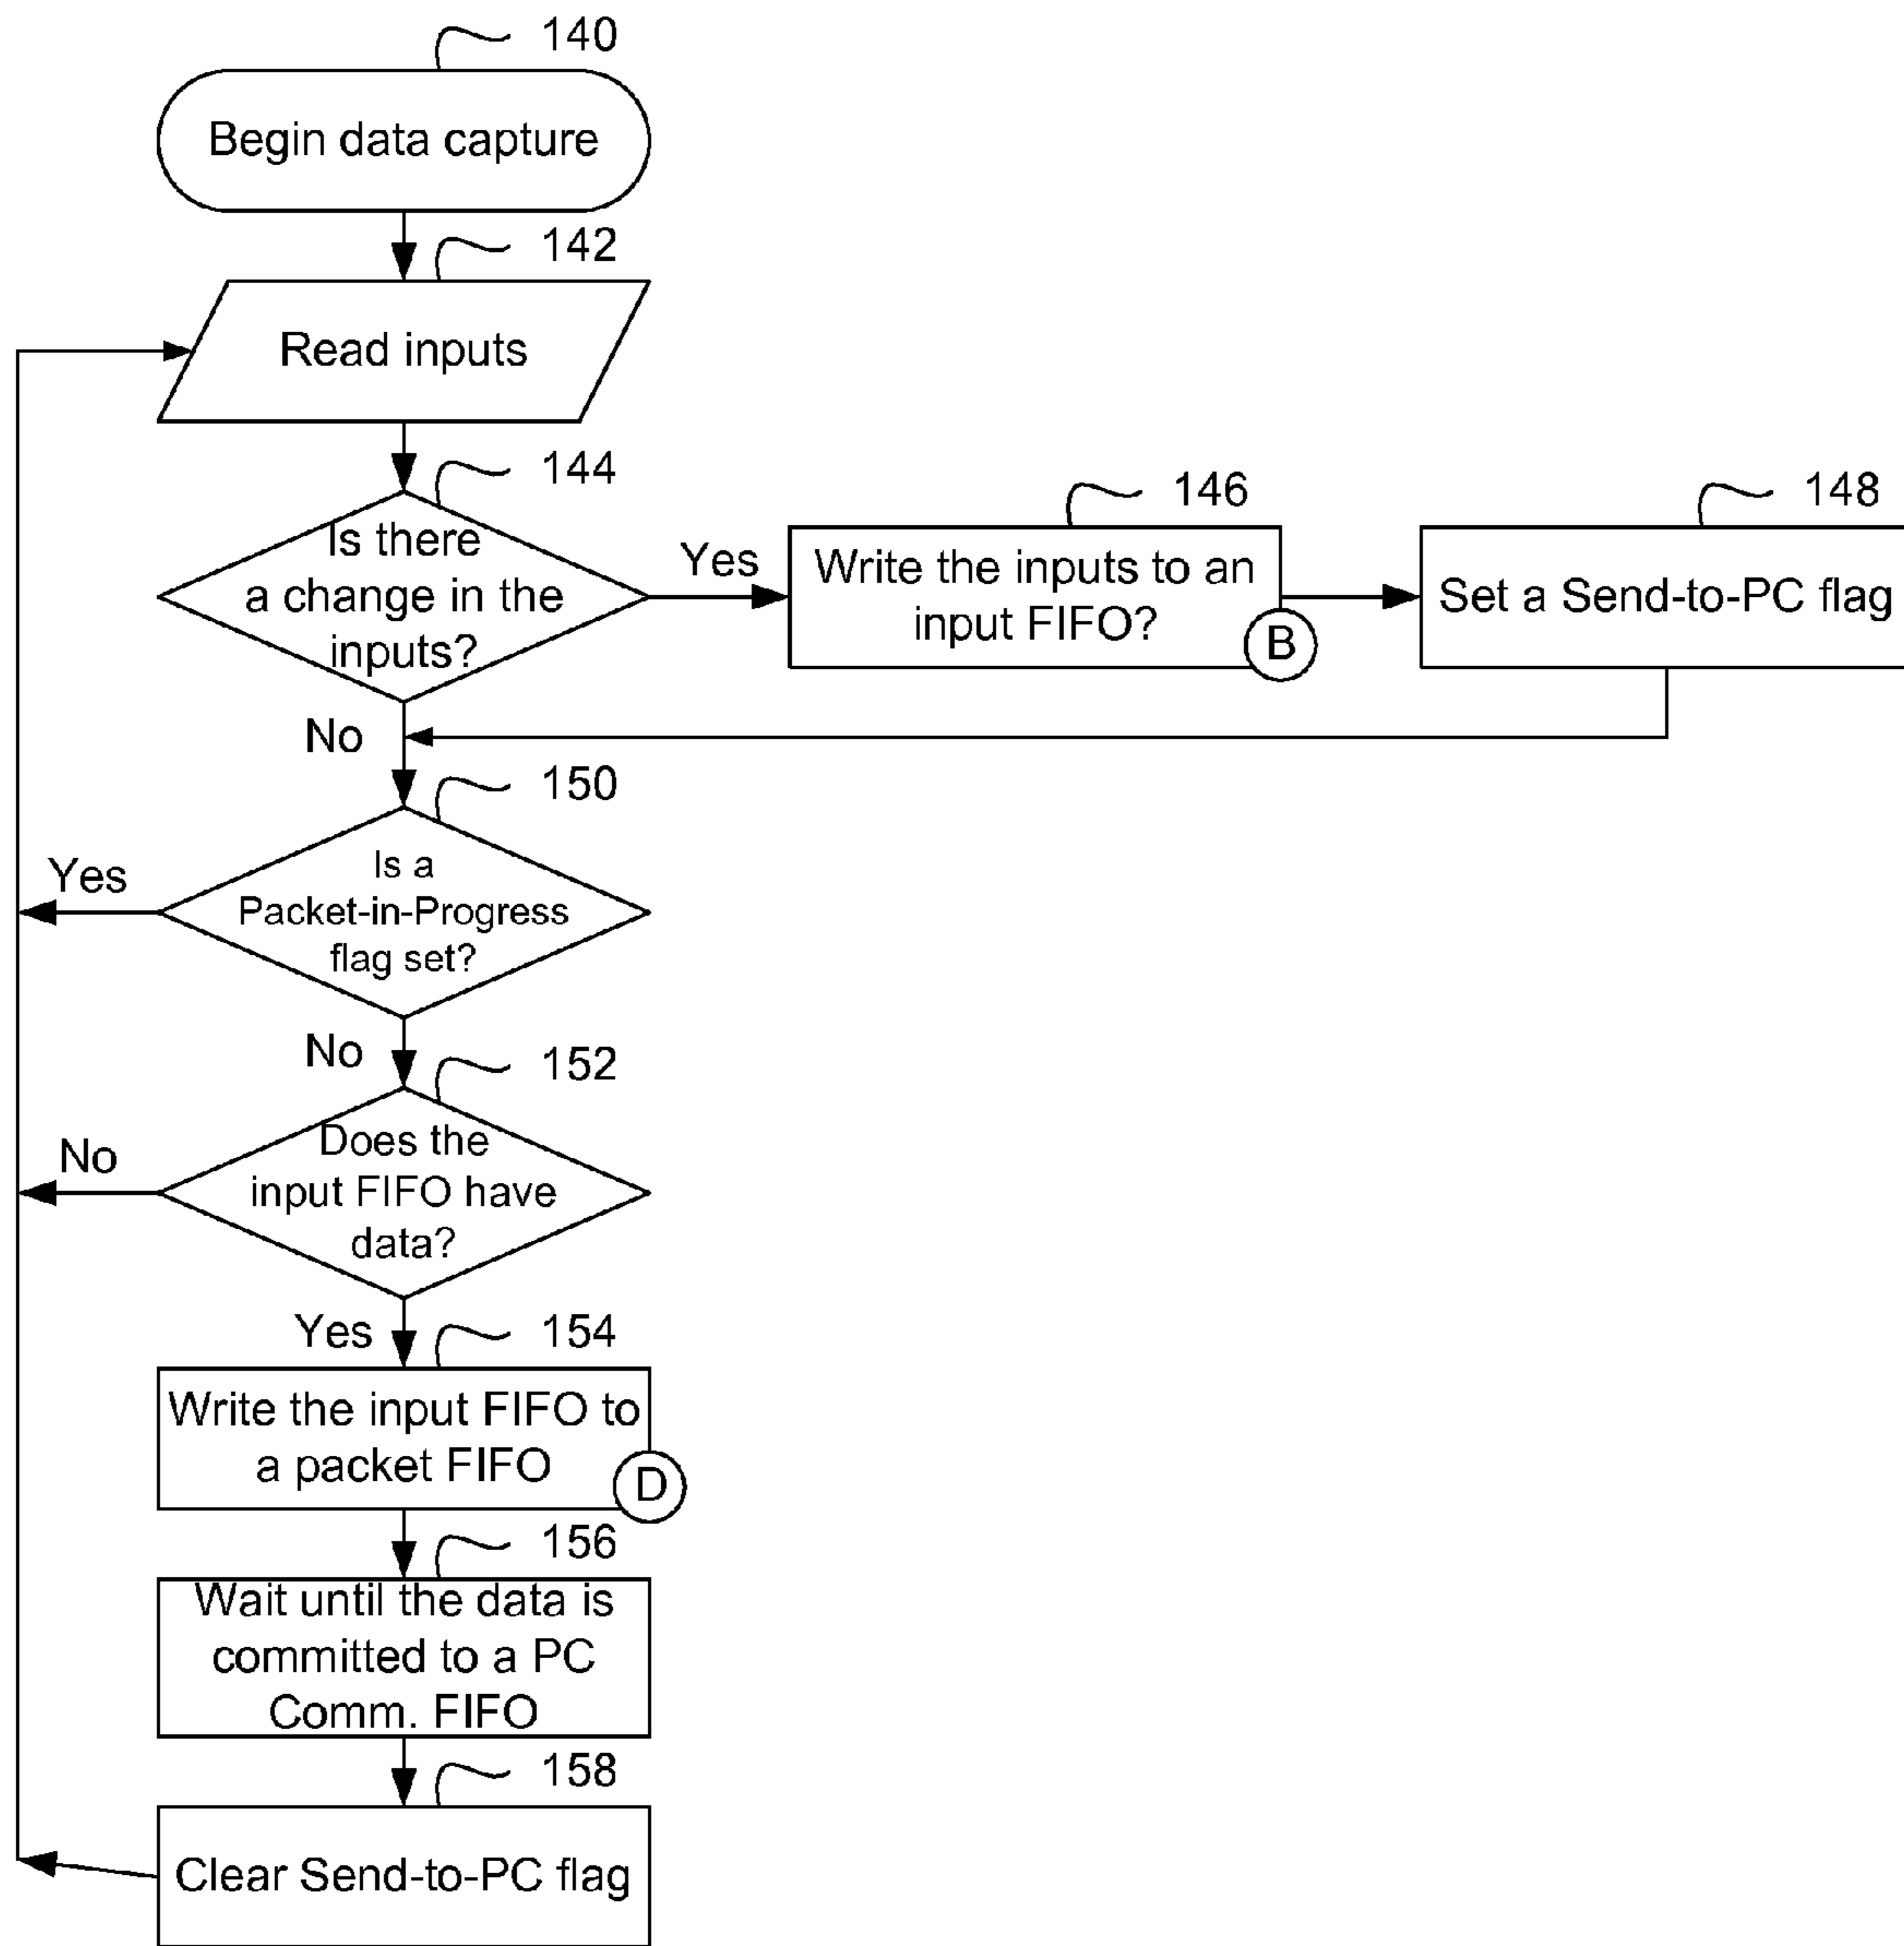 140
Begin data capture
142
Read inputs
144
Is there
a change in the
inputs?
Yes
146
Write the inputs to an
input FIFO?
B
148
Set a Send-to-PC flag
No
150
Is a
Packet-in-Progress
flag set?
Yes
No
152
Does the
input FIFO have
data?
No
Yes
154
Write the input FIFO to
a packet FIFO
D
156
Wait until the data is
committed to a PC
Comm. FIFO
158
Clear Send-to-PC flag